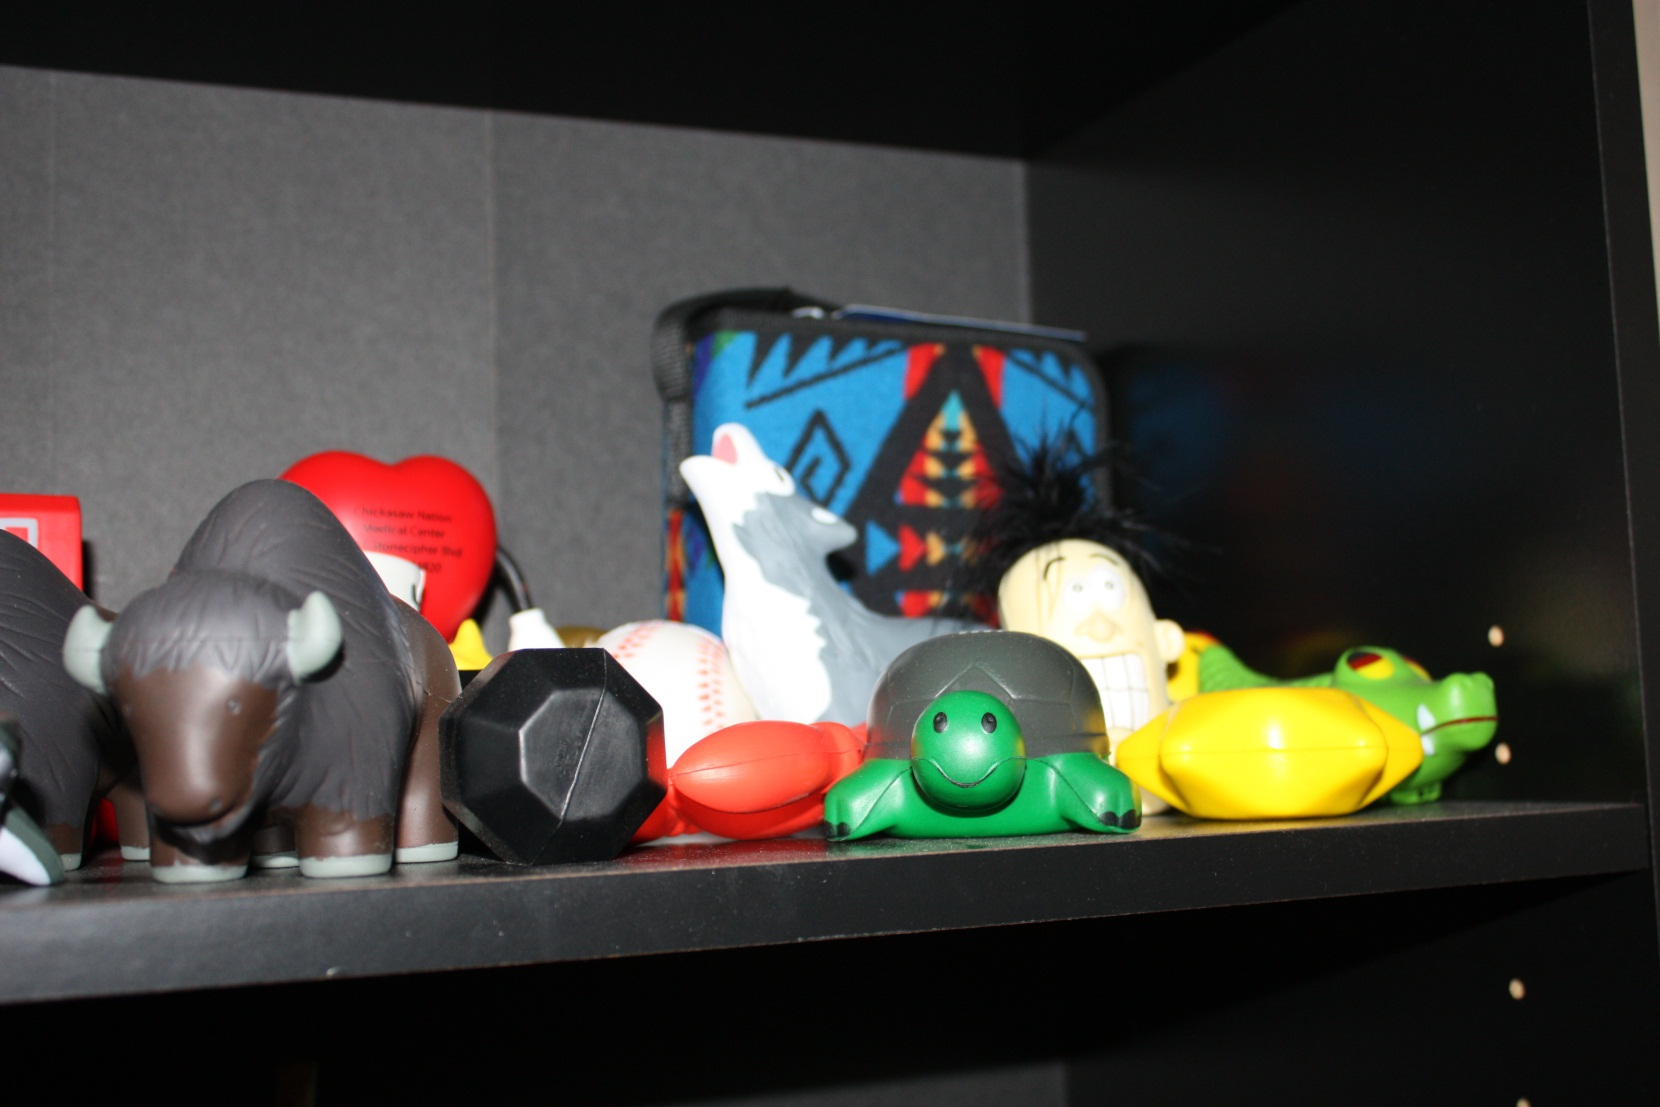 Chickasaw Nation
Medical Center
Stonecipher Blvd